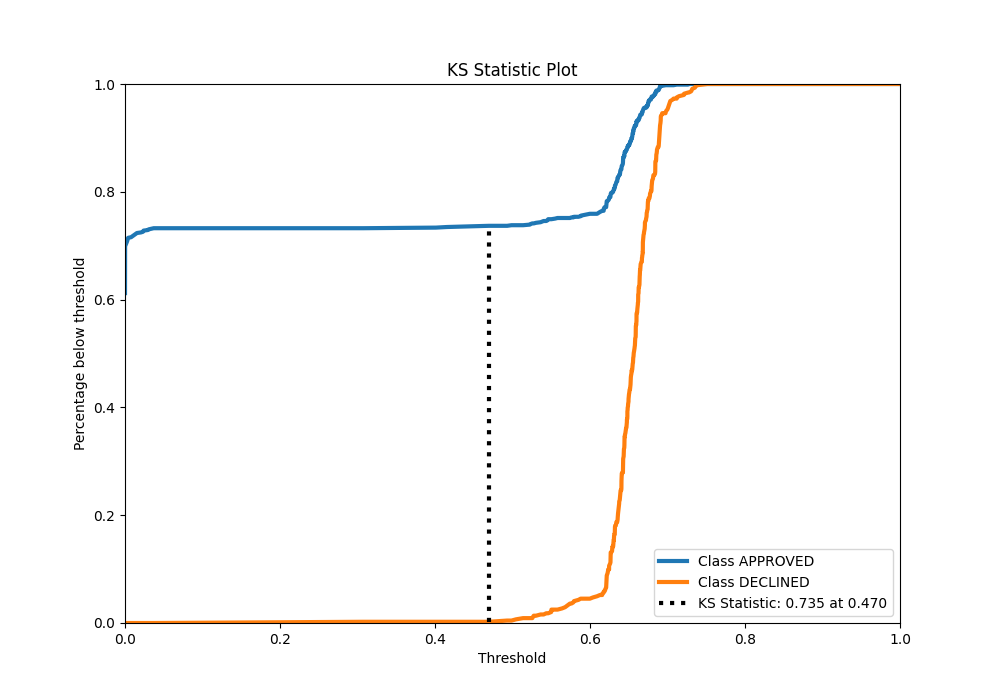 KS Statistic Plot
Percentage below threshold
1.0
0.8
0.6
0.4
0.2
0.0
0.0 0.2 0.4 0.6 0.8 1.0
Threshold
Class APPROVED
Class DECLINED
KS Statistic: 0.735 at 0.470